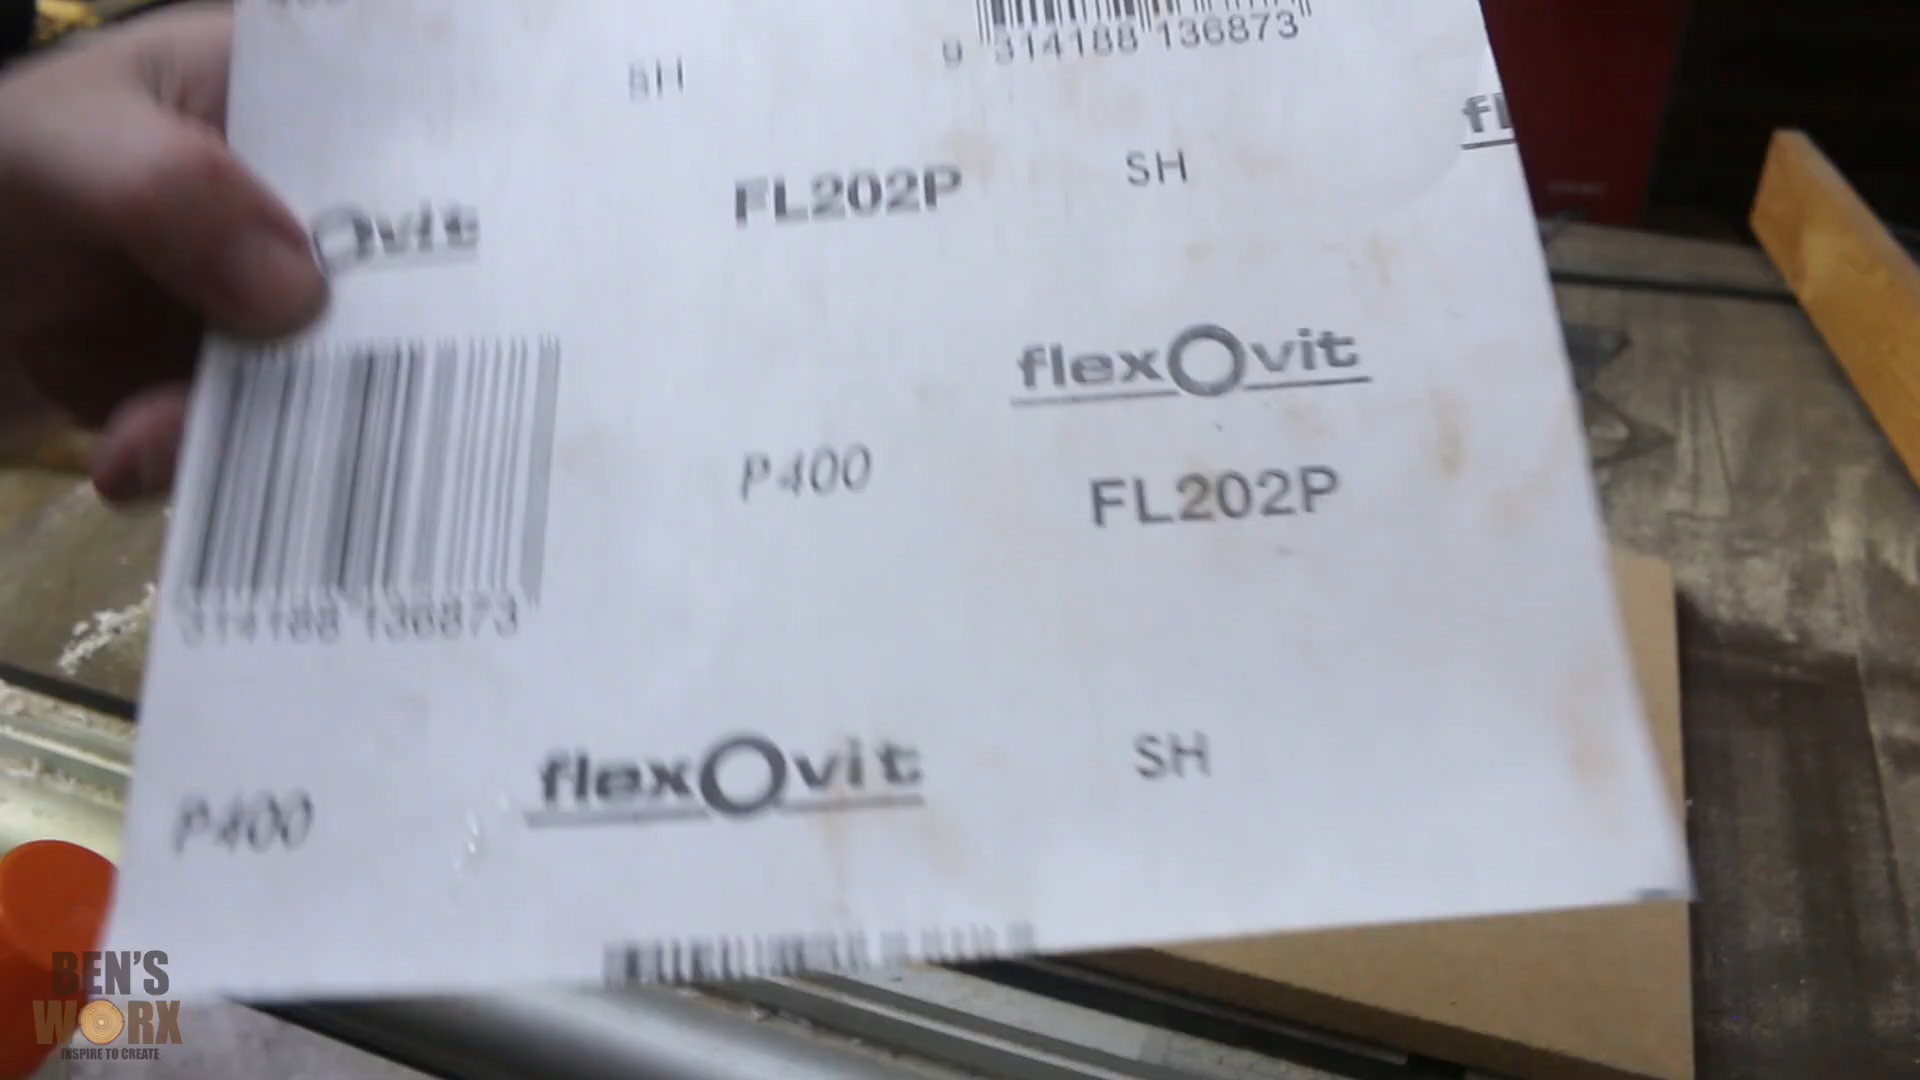 SH
9 314188 136873
fl
Ovit
FL202P
SH
flexOvit
P400
FL202P
314188 136873
flexOvit
SH
P400
BEN'S
WORX
INSPIRE TO CREATE